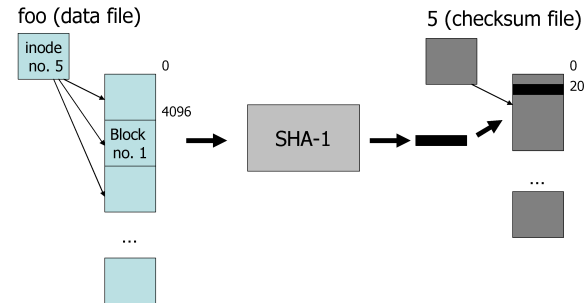 foo (data file)
5 (checksum file)
inode
no. 5
0
4096
Block
no. 1
SHA-1
0
20
...
...